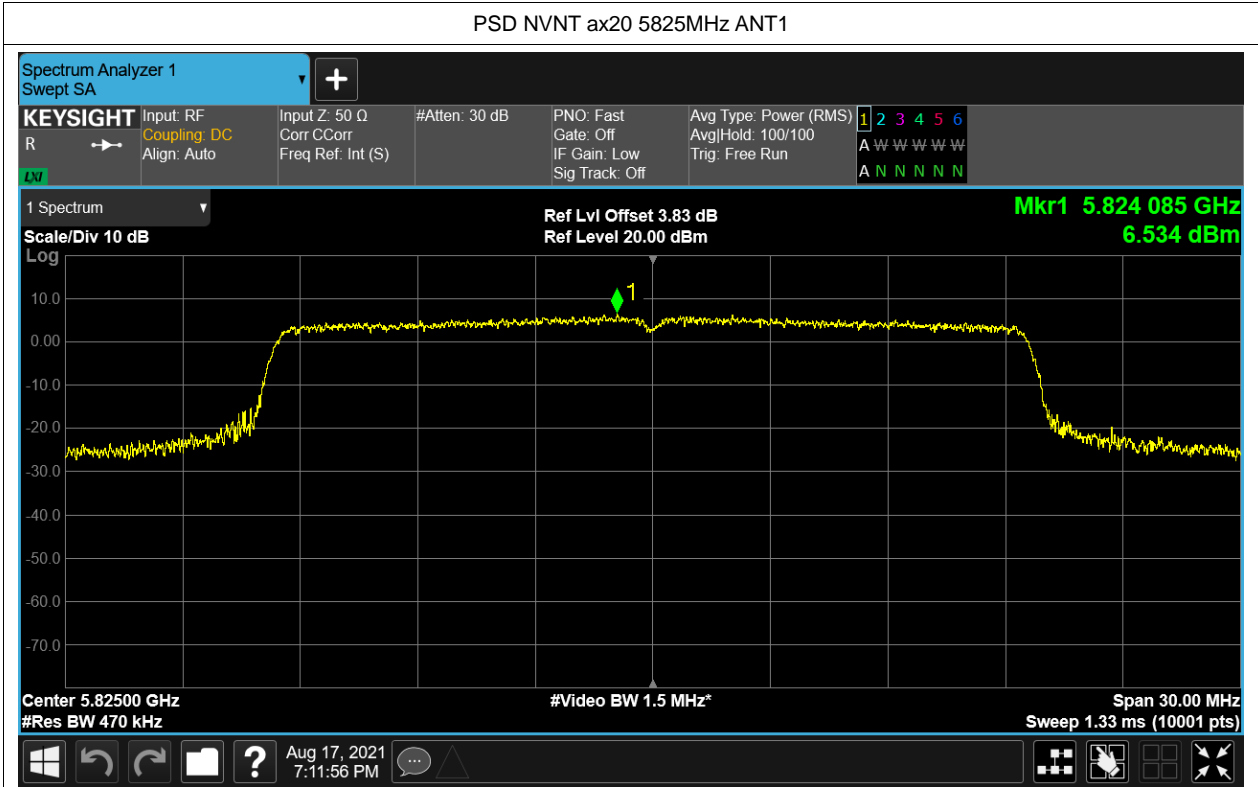 PSD NVNT ax20 5825MHz ANT1
Spectrum Analyzer 1
Swept SA
KEYSIGHT
R
LXI
Input: RF
Coupling: DC
Align: Auto
Input Z: 50 Ω
Corr CCorr
Freq Ref: Int (S)
#Atten: 30 dB
PNO: Fast
Gate: Off
IF Gain: Low
Sig Track: Off
Avg Type: Power (RMS)
Avg|Hold: 100/100
Trig: Free Run
1 2 3 4 5 6
A W W W W W
A N N N N N
1 Spectrum
Scale/Div 10 dB
Ref Lvl Offset 3.83 dB
Ref Level 20.00 dBm
Mkr1 5.824 085 GHz
6.534 dBm
Log
1
10.0
0.00
-10.0
-20.0
-30.0
-40.0
-50.0
-60.0
-70.0
Center 5.82500 GHz
#Video BW 1.5 MHz*
Span 30.00 MHz
#Res BW 470 kHz
Sweep 1.33 ms (10001 pts)
?
Aug 17, 2021
7:11:56 PM